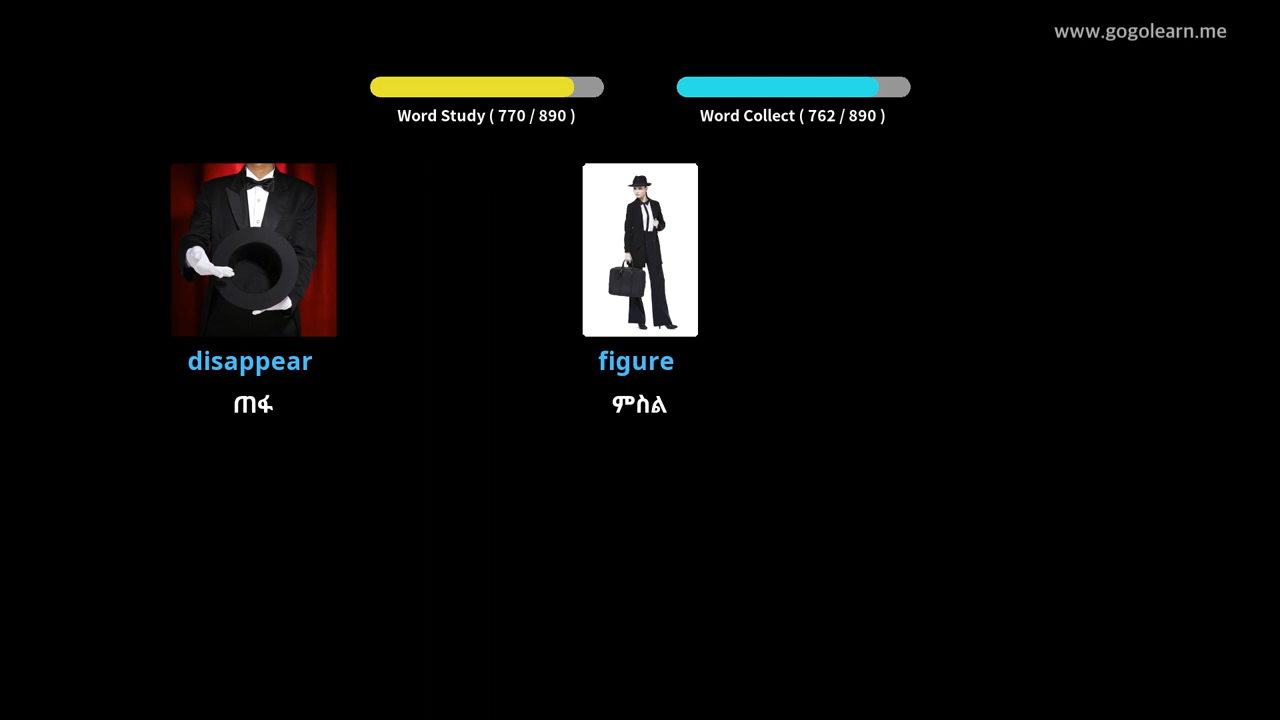 www.gogolearn.me
Word Study ( 770 / 890 )
Word Collect ( 762 / 890 )
disappear
ጠፋ
figure
ምስል